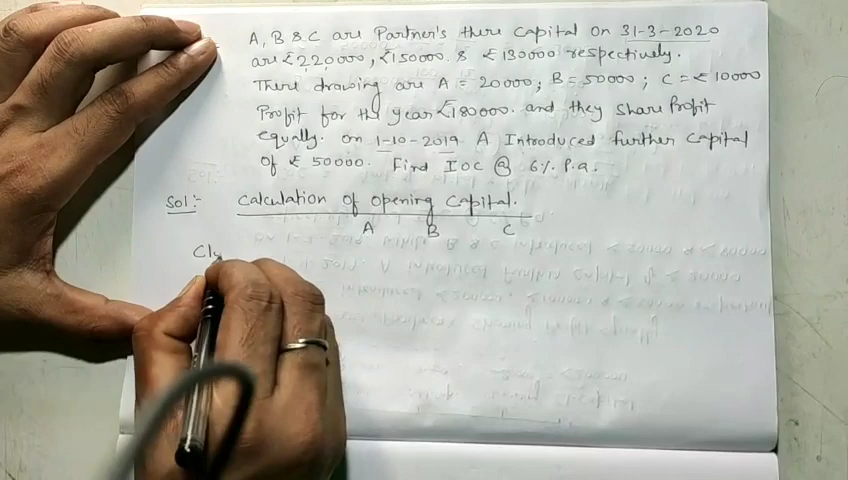 A, B & C are Partner's there Capital on 31-3-2020
are ₹ 220000, ₹150000 & ₹ 130000 respectively.
There drawing are A = 20000; B = 50000; C = ₹ 10000
Profit for the year ₹180000. and they share Profit
equally. on 1-10-2019 A Introduced further Capital
of ₹ 50000. Find IOC @ 6% P.a.
Sol:- Calculation of Opening Capital.
A B C
Cls